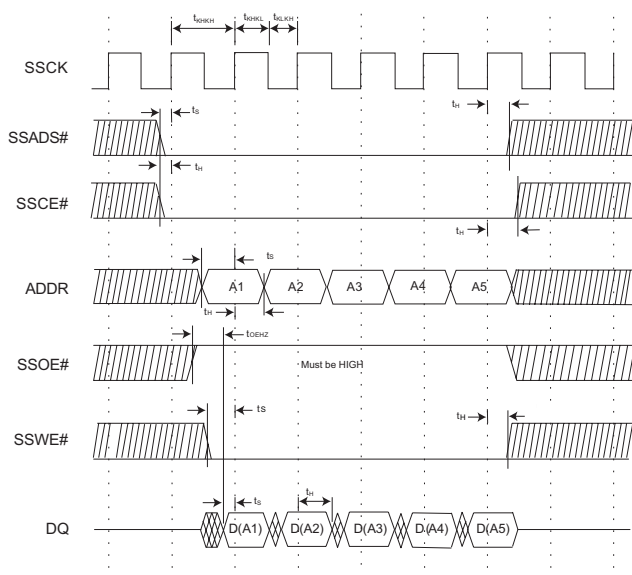 tKHKH tKHKL tKLKH
SSCK
tS tH
SSADS#
tH
SSCE#
tH
tS
ADDR A1 A2 A3 A4 A5
tH
tOEHZ
SSOE# Must be HIGH
tS tH
SSWE#
tS tH
DQ D(A1) D(A2) D(A3) D(A4) D(A5)